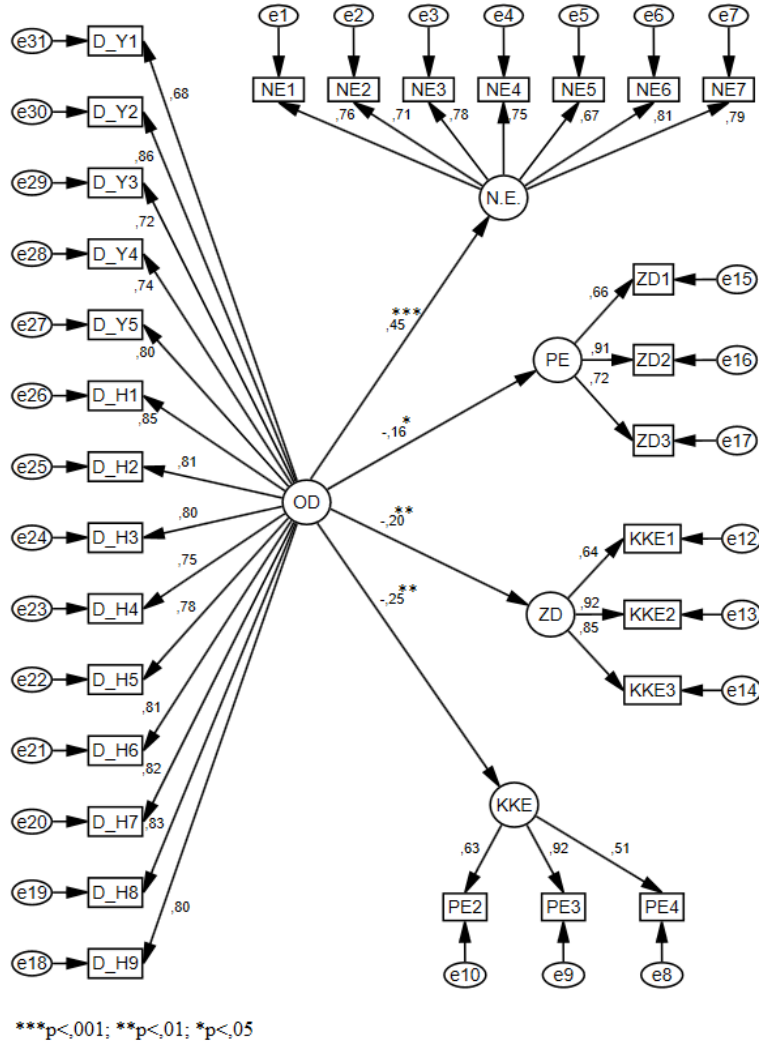 e1 e2 e3 e4 e5 e6 e7
NE1 NE2 NE3 NE4 NE5 NE6 NE7
,76 ,71 ,78 ,75 ,67 ,81 ,79
N.E.
e31 D_Y1 ,68
e30 D_Y2 ,86
e29 D_Y3 ,72
e28 D_Y4 ,74
e27 D_Y5 ,80
e26 D_H1 ,85
e25 D_H2 ,81
e24 D_H3 ,80
e23 D_H4 ,75
e22 D_H5 ,78
e21 D_H6 ,81
e20 D_H7 ,82
e19 D_H8 ,83
e18 D_H9 ,80
OD
***
,45
-,16*
-,20**
-,25**
PE
,66 ZD1 e15
,91 ZD2 e16
,72 ZD3 e17
ZD
,64 KKE1 e12
,92 KKE2 e13
,85 KKE3 e14
KKE
,63 ,92 ,51
PE2 PE3 PE4
e10 e9 e8
***p<,001; **p<,01; *p<,05